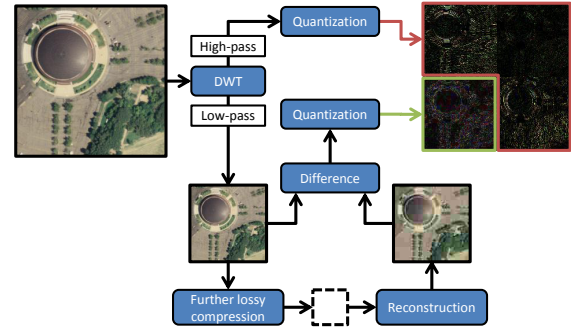 Quantization
High-pass
DWT
Low-pass
Quantization
Difference
Further lossy
compression
Reconstruction